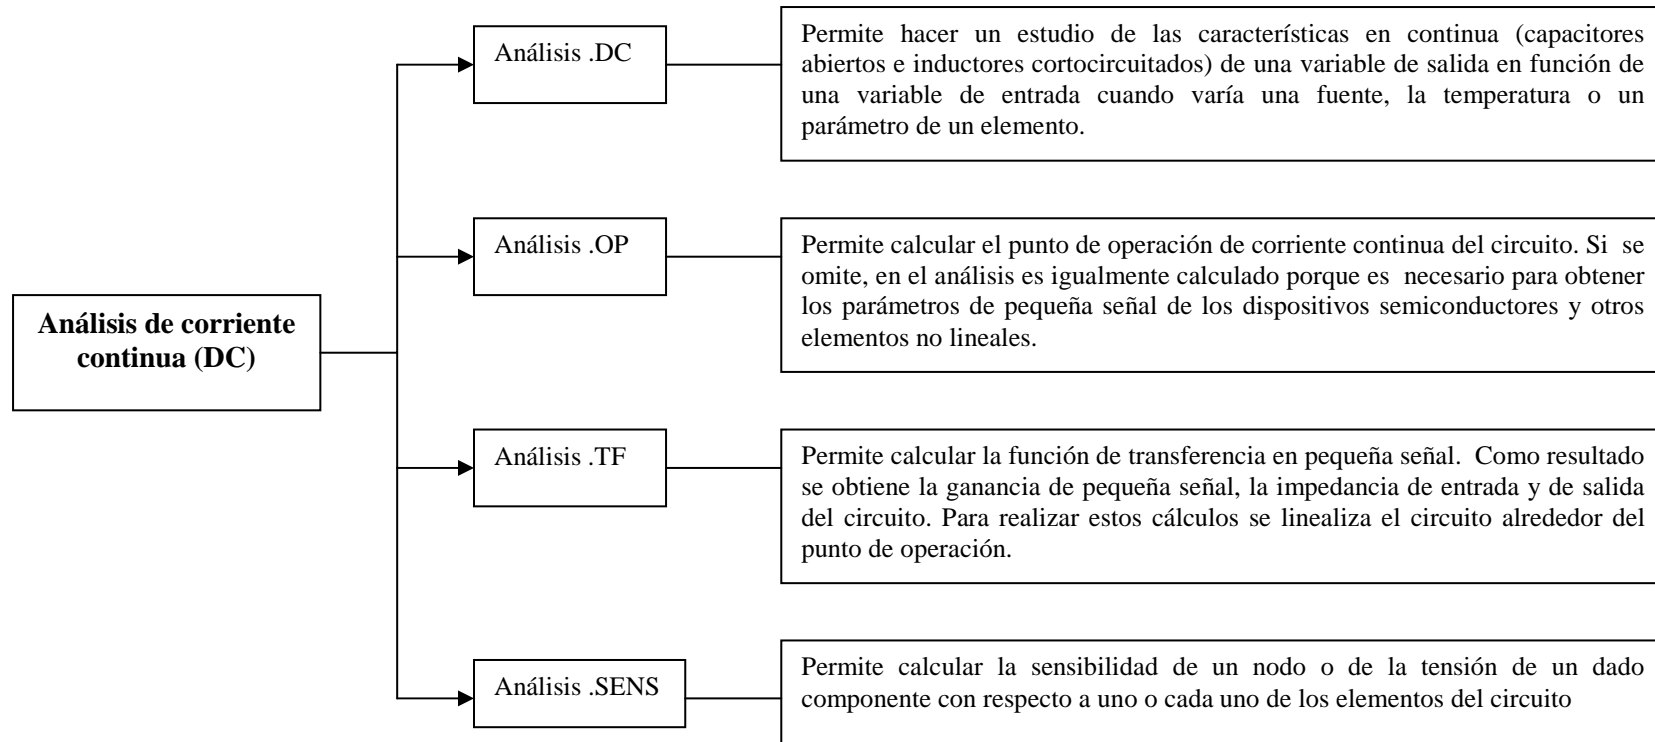 Análisis .DC
Permite hacer un estudio de las características en continua (capacitores
abiertos e inductores cortocircuitados) de una variable de salida en función de
una variable de entrada cuando varía una fuente, la temperatura o un
parámetro de un elemento.
Análisis .OP
Permite calcular el punto de operación de corriente continua del circuito. Si se
omite, en el análisis es igualmente calculado porque es necesario para obtener
los parámetros de pequeña señal de los dispositivos semiconductores y otros
elementos no lineales.
Análisis de corriente
continua (DC)
Análisis .TF
Permite calcular la función de transferencia en pequeña señal. Como resultado
se obtiene la ganancia de pequeña señal, la impedancia de entrada y de salida
del circuito. Para realizar estos cálculos se linealiza el circuito alrededor del
punto de operación.
Análisis .SENS
Permite calcular la sensibilidad de un nodo o de la tensión de un dado
componente con respecto a uno o cada uno de los elementos del circuito